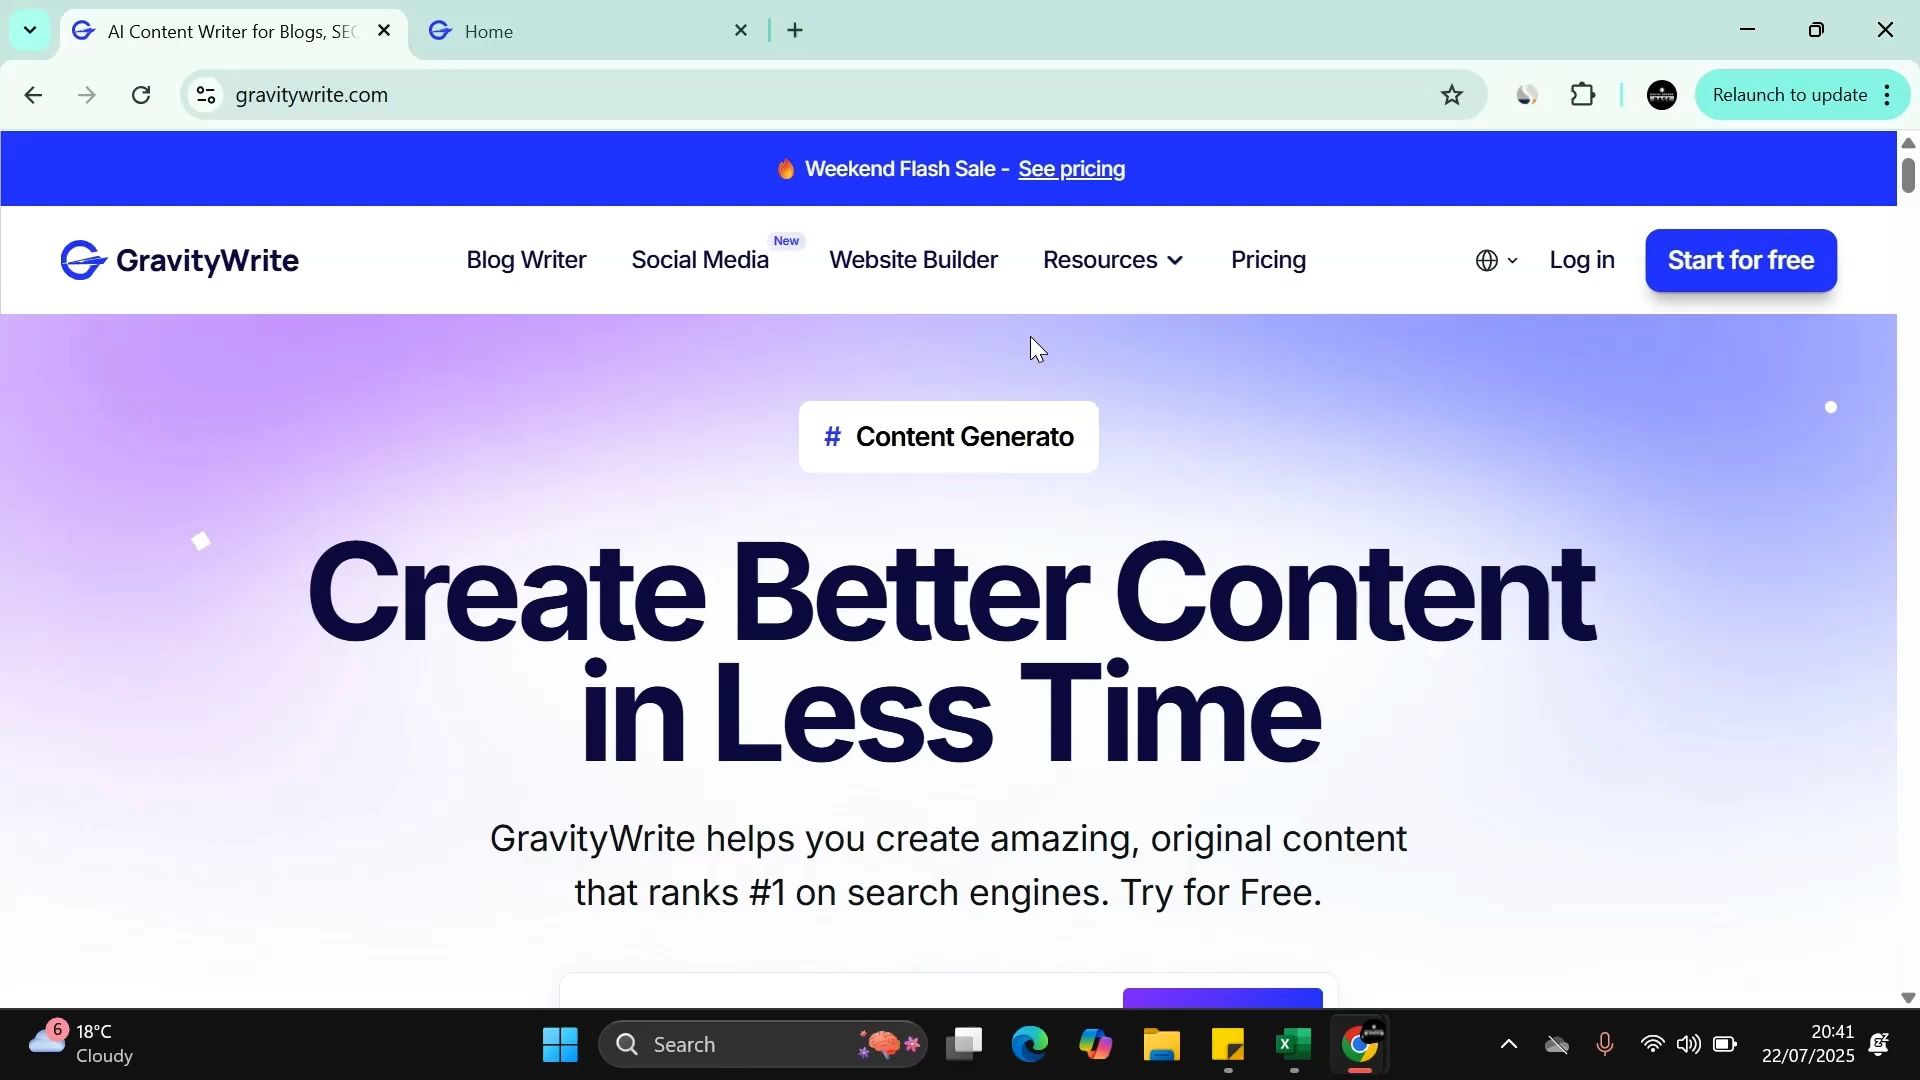 AI Content Writer for Blogs, SEO
Home
gravitywrite.com
Relaunch to update
🔥 Weekend Flash Sale - See pricing
GravityWrite
Blog Writer
Social Media
New
Website Builder
Resources
Pricing
Log in
Start for free
# Content Generato
Create Better Content
in Less Time
GravityWrite helps you create amazing, original content
that ranks #1 on search engines. Try for Free.
6
18°C
Cloudy
Search
20:41
22/07/2025